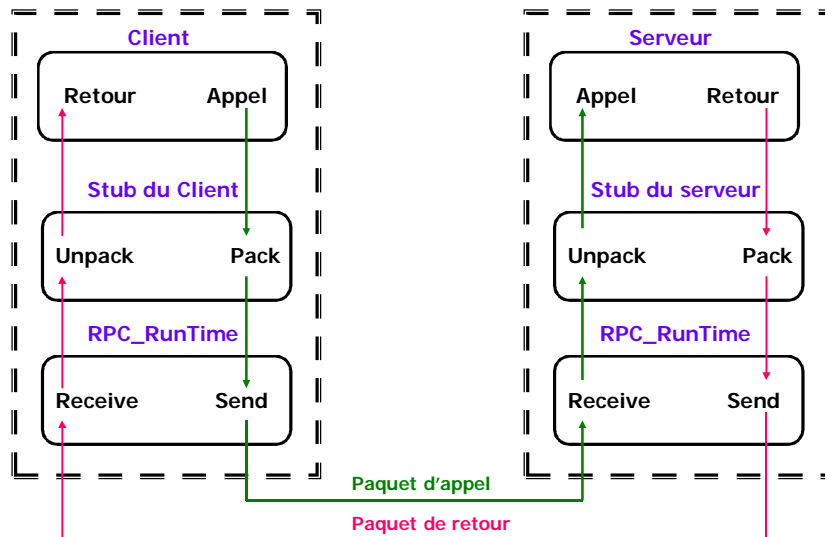 Client
Serveur
Retour Appel
Appel Retour
Stub du Client
Stub du serveur
Unpack Pack
Unpack Pack
RPC_RunTime
RPC_RunTime
Receive Send
Receive Send
Paquet d'appel
Paquet de retour